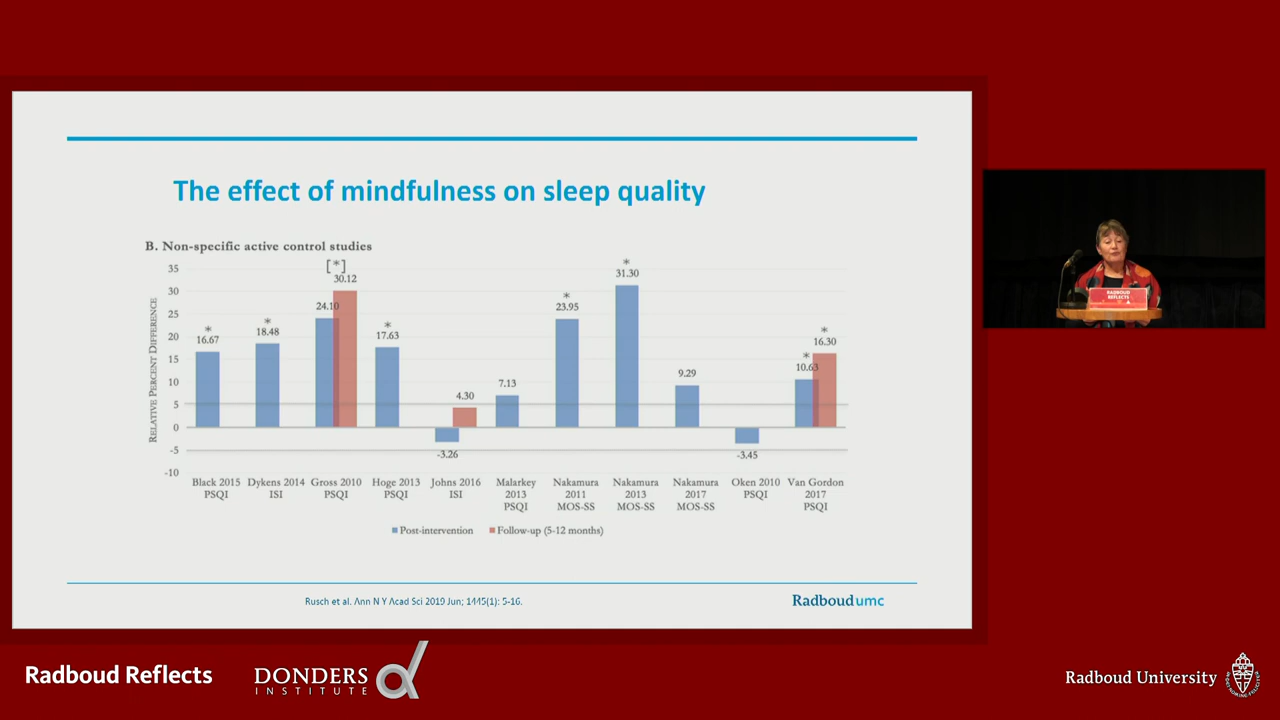 The effect of mindfulness on sleep quality
B. Non-specific active control studies
RELATIVE PERCENT DIFFERENCE
35
30
25
20
15
10
5
0
-5
-10
*
16.67
*
18.48
[*]
24.10
30.12
*
17.63
-3.26
4.30
7.13
*
23.95
*
31.30
9.29
-3.45
*
10.63
*
16.30
Black 2015
PSQI
Dykens 2014
ISI
Gross 2010
PSQI
Hoge 2013
PSQI
Johns 2016
ISI
Malarkey
2013
PSQI
Nakamura
2011
MOS-SS
Nakamura
2013
MOS-SS
Nakamura
2017
MOS-SS
Oken 2010
PSQI
Van Gordon
2017
PSQI
Post-intervention
Follow-up (5-12 months)
Rusch et al. Ann N Y Acad Sci 2019 Jun; 1445(1): 5-16.
Radboudumc
RADBOUD
REFLECTS
Radboud Reflects
DONDERS
INSTITUTE
Radboud University